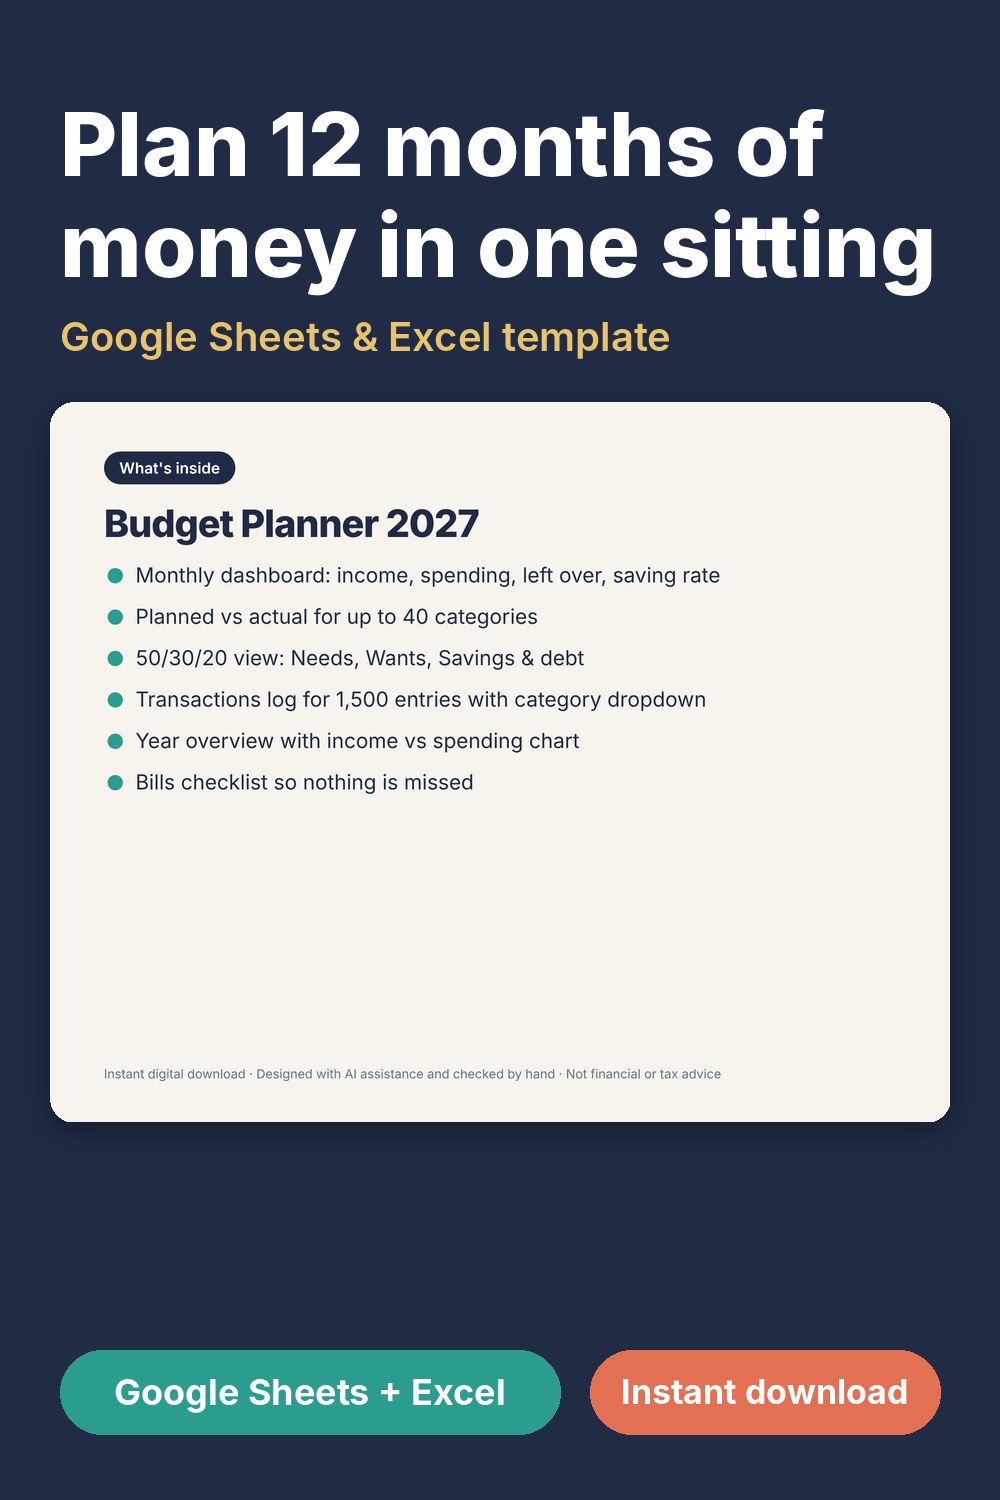 Plan 12 months of
money in one sitting
Google Sheets & Excel template
What's inside
Budget Planner 2027
Monthly dashboard: income, spending, left over, saving rate
Planned vs actual for up to 40 categories
50/30/20 view: Needs, Wants, Savings & debt
Transactions log for 1,500 entries with category dropdown
Year overview with income vs spending chart
Bills checklist so nothing is missed
Instant digital download · Designed with AI assistance and checked by hand · Not financial or tax advice
Google Sheets + Excel
Instant download